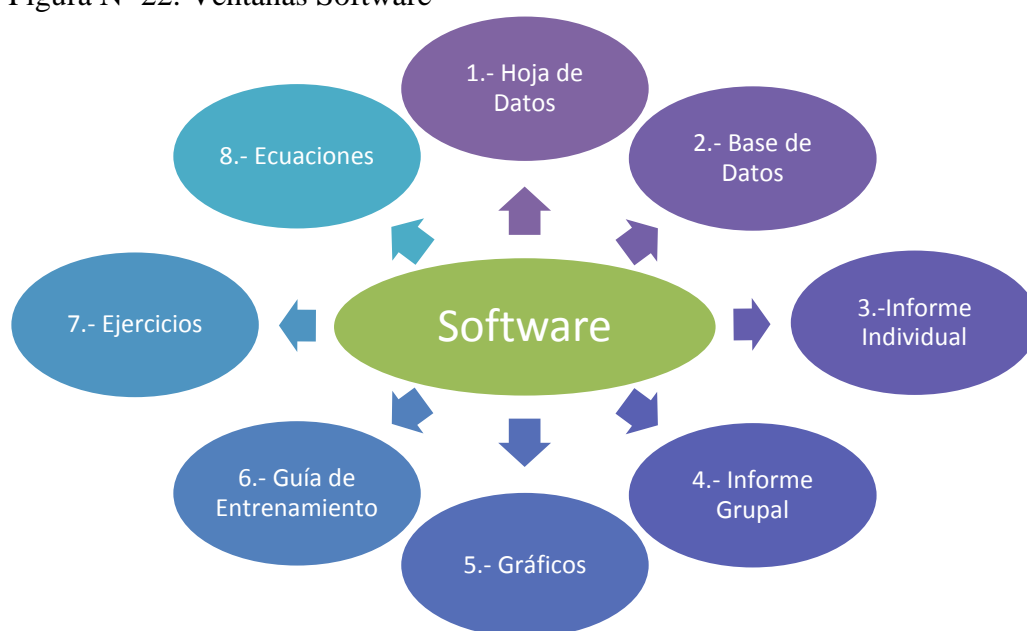 Figura N° 22: Ventanas Software
1.- Hoja de
Datos
2.- Base de
Datos
3.-Informe
Individual
4.- Informe
Grupal
5.- Gráficos
6.- Guía de
Entrenamiento
7.- Ejercicios
8.- Ecuaciones
Software